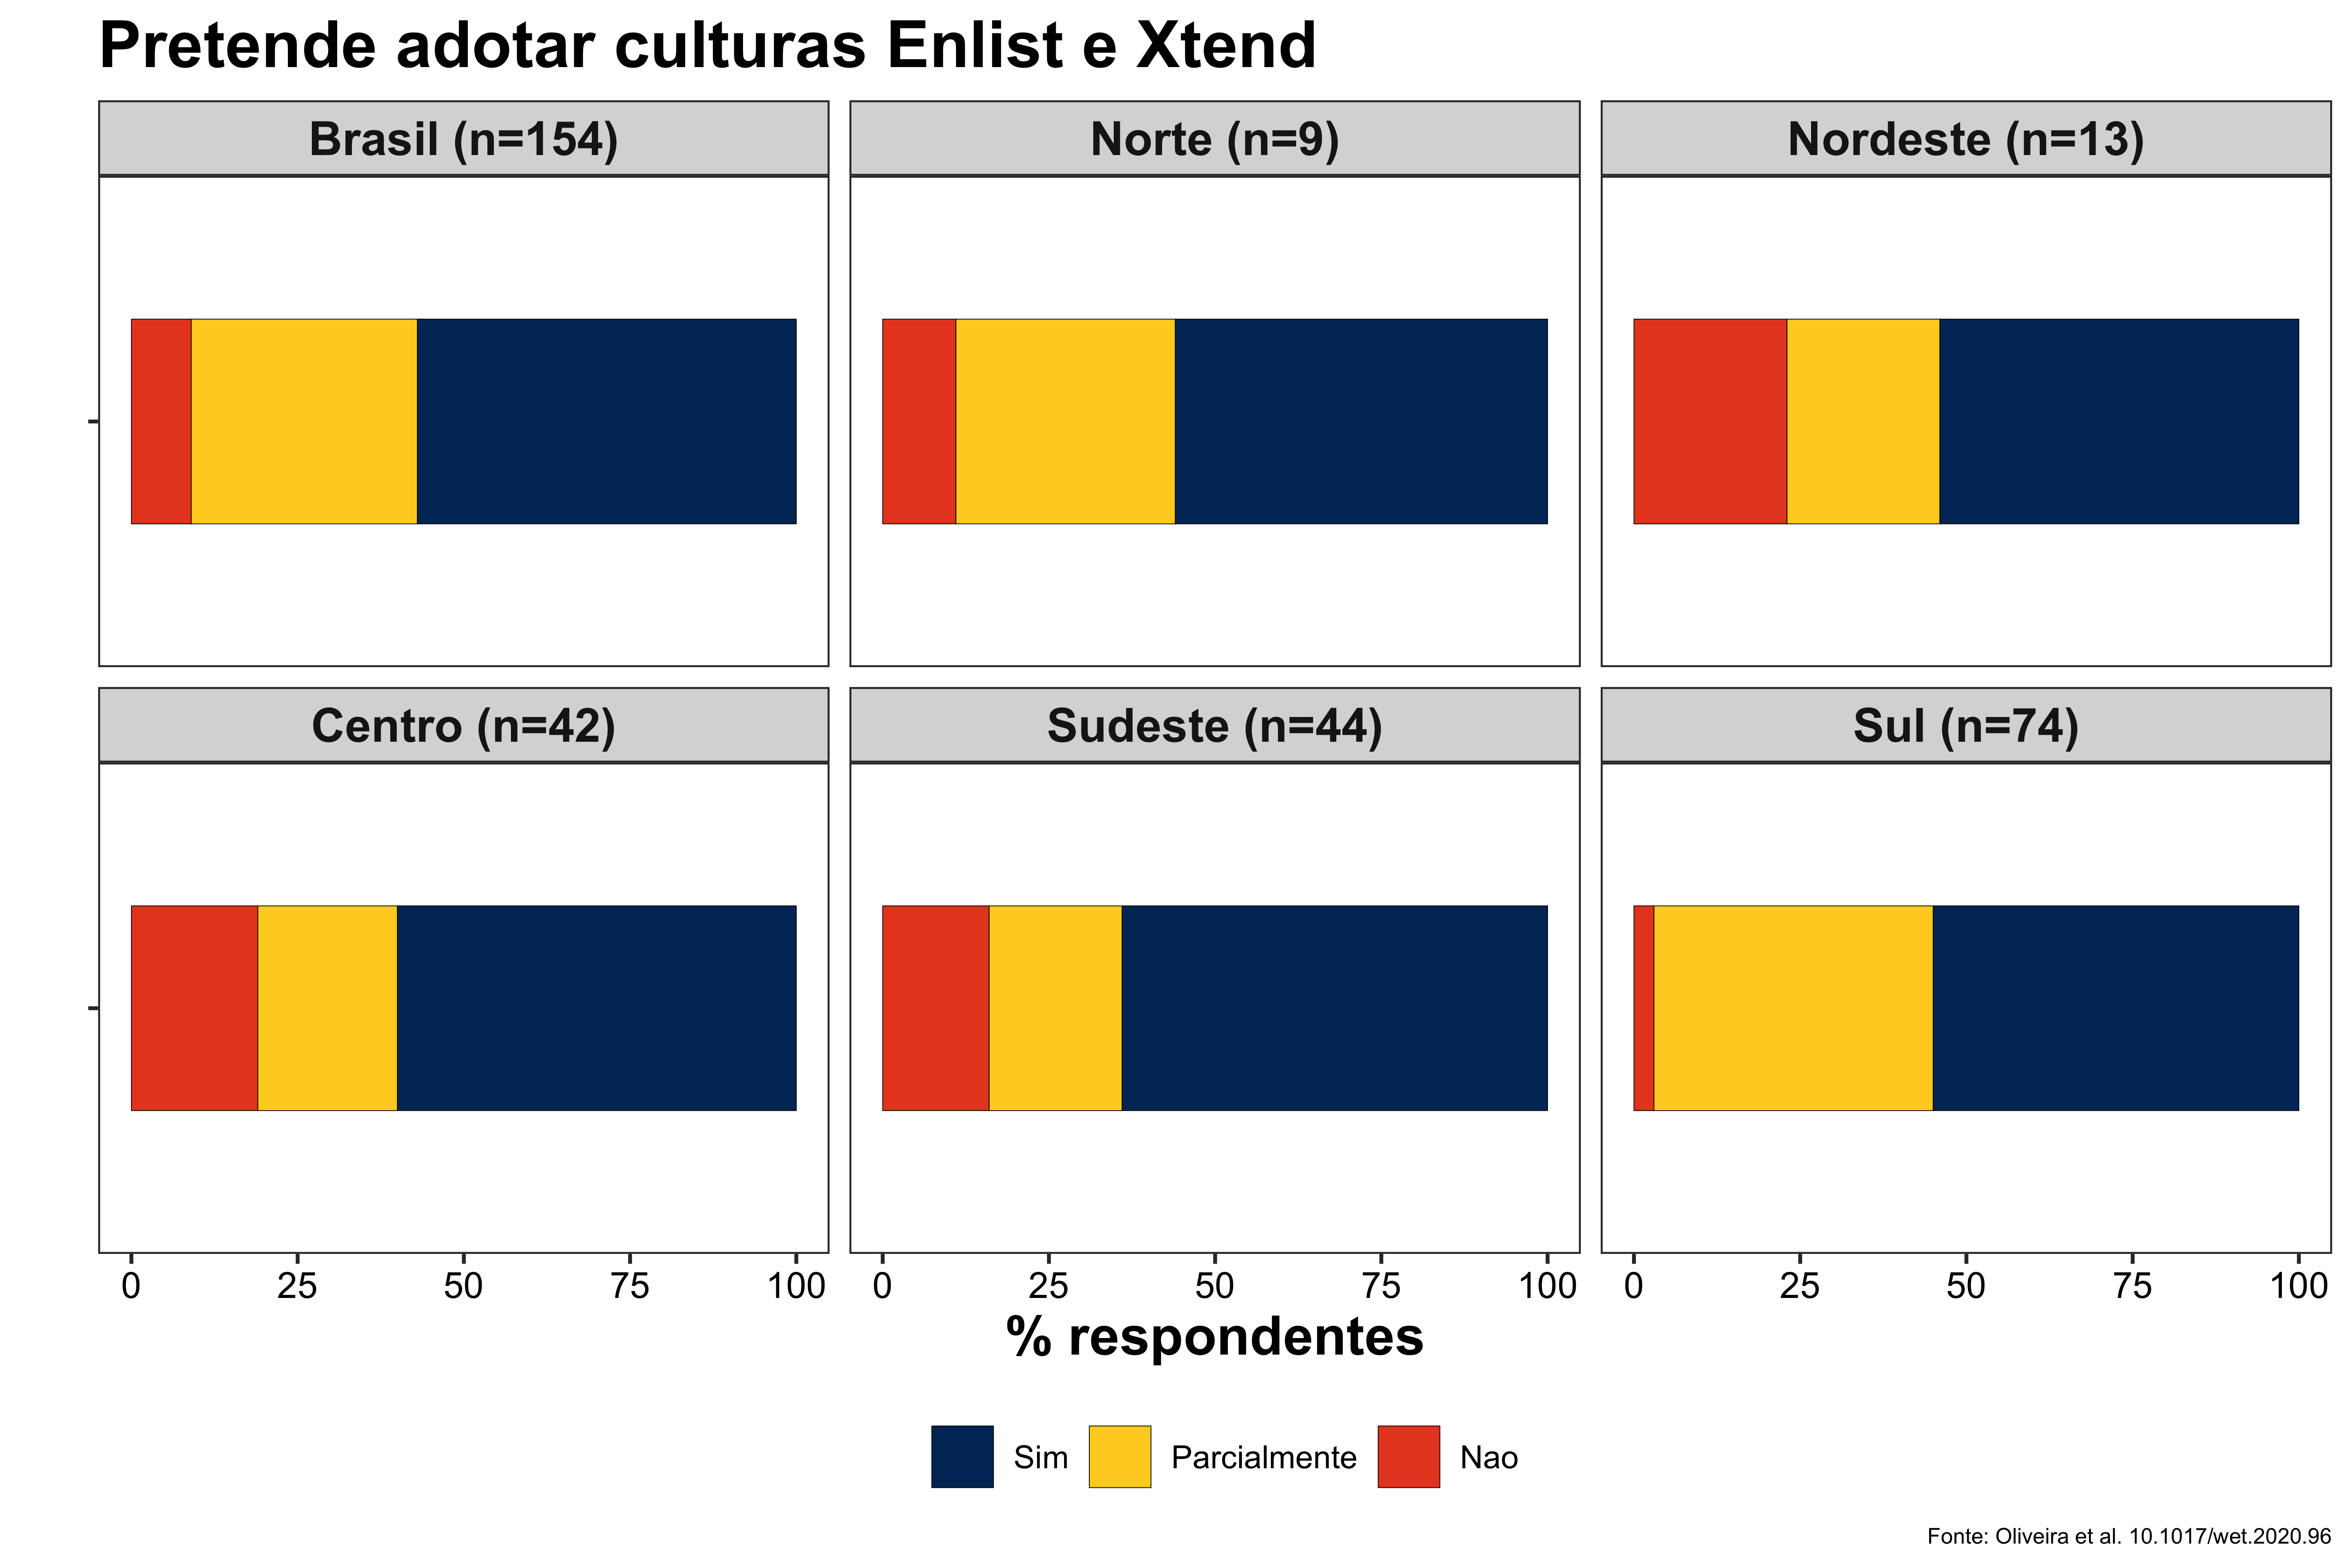 Pretende adotar culturas Enlist e Xtend
Brasil (n=154)
Norte (n=9)
Nordeste (n=13)
Centro (n=42)
Sudeste (n=44)
Sul (n=74)
0 25 50 75 100
0 25 50 75 100
0 25 50 75 100
% respondentes
Sim
Parcialmente
Nao
Fonte: Oliveira et al. 10.1017/wet.2020.96